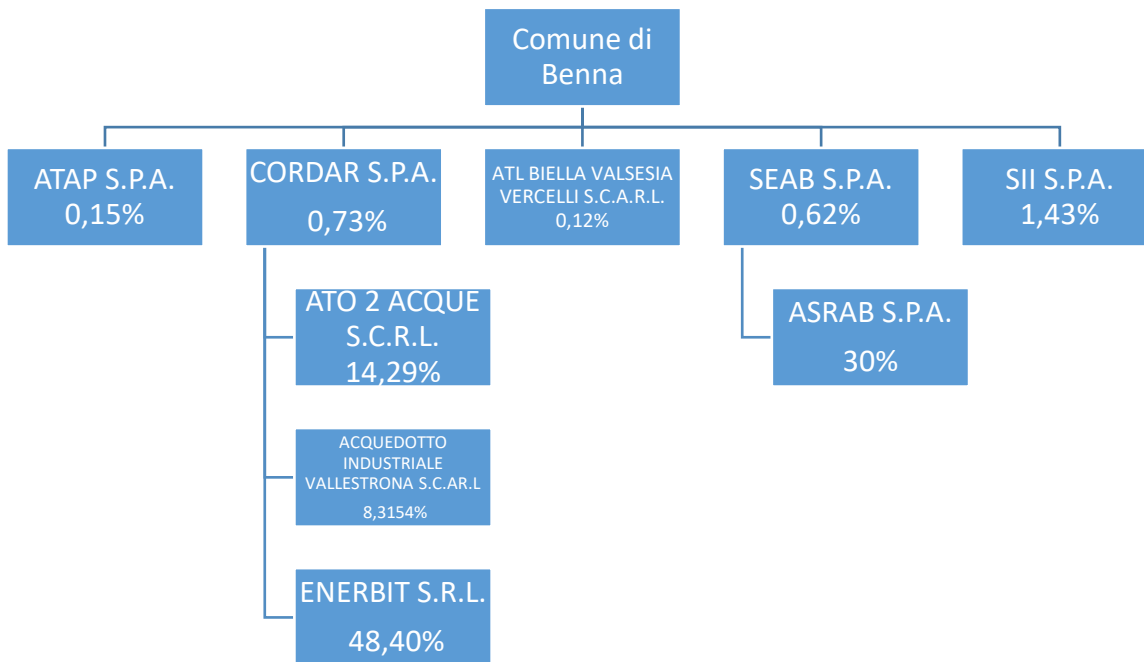 Comune di
Benna
ATAP S.P.A.
0,15%
CORDAR S.P.A.
0,73%
ATL BIELLA VALSESIA
VERCELLI S.C.A.R.L.
0,12%
SEAB S.P.A.
0,62%
SII S.P.A.
1,43%
ATO 2 ACQUE
S.C.R.L.
14,29%
ACQUEDOTTO
INDUSTRIALE
VALLESTRONA S.C.AR.L
8,3154%
ENERBIT S.R.L.
48,40%
ASRAB S.P.A.
30%